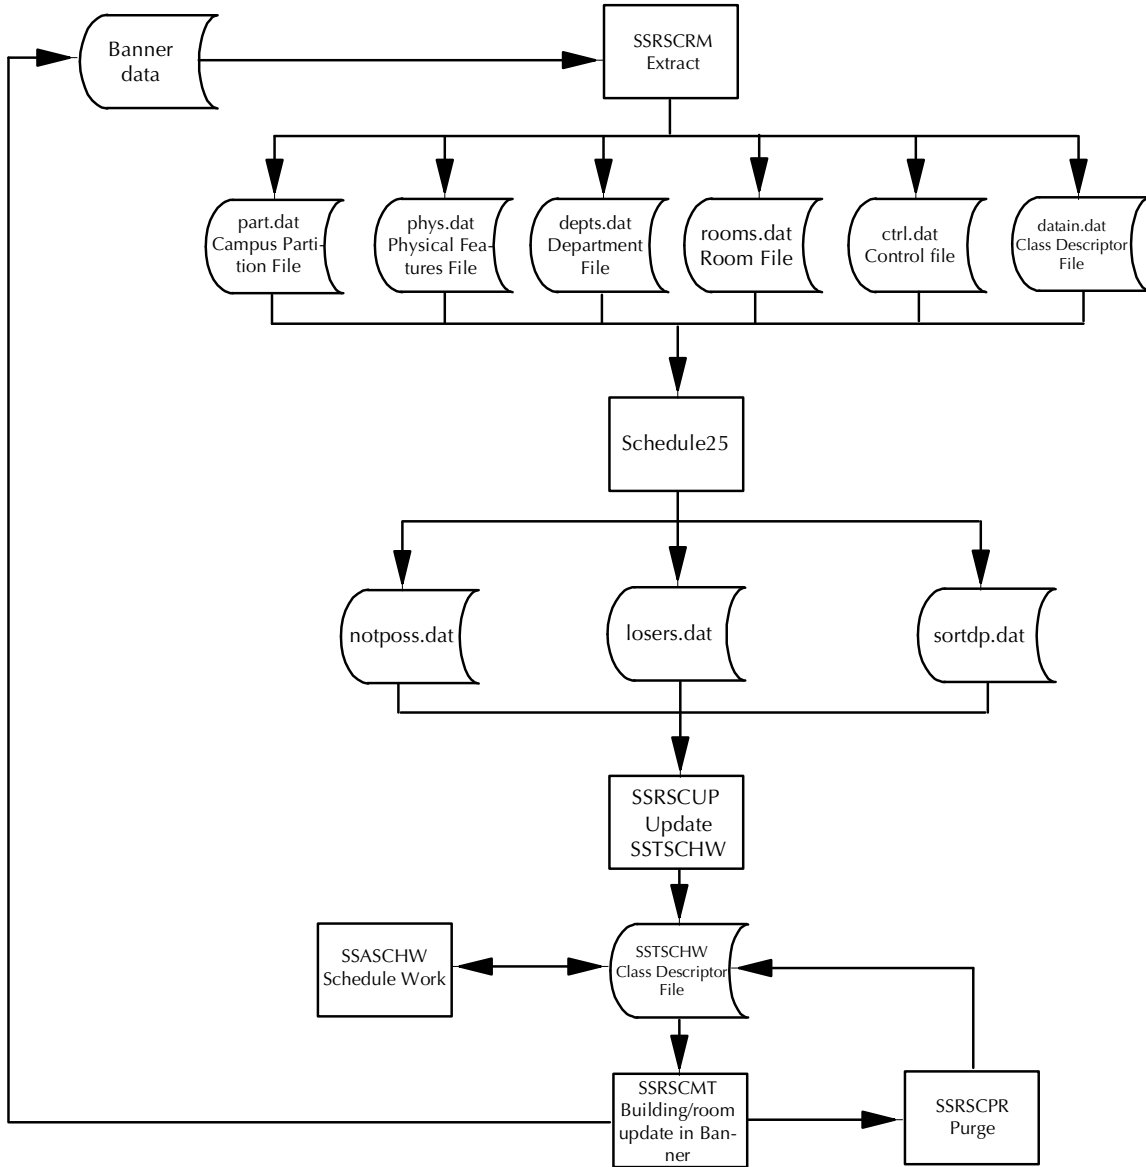 Banner
data
SSRSCRM
Extract
part.dat
Campus Parti-
tion File
phys.dat
Physical Fea-
tures File
depts.dat
Department
File
rooms.dat
Room File
ctrl.dat
Control file
datain.dat
Class Descriptor
File
Schedule25
notposs.dat
losers.dat
sortdp.dat
SSRSCUP
Update
SSTSCHW
SSASCHW
Schedule Work
SSTSCHW
Class Descriptor
File
SSRSCMT
Building/room
update in Ban-
ner
SSRSCPR
Purge